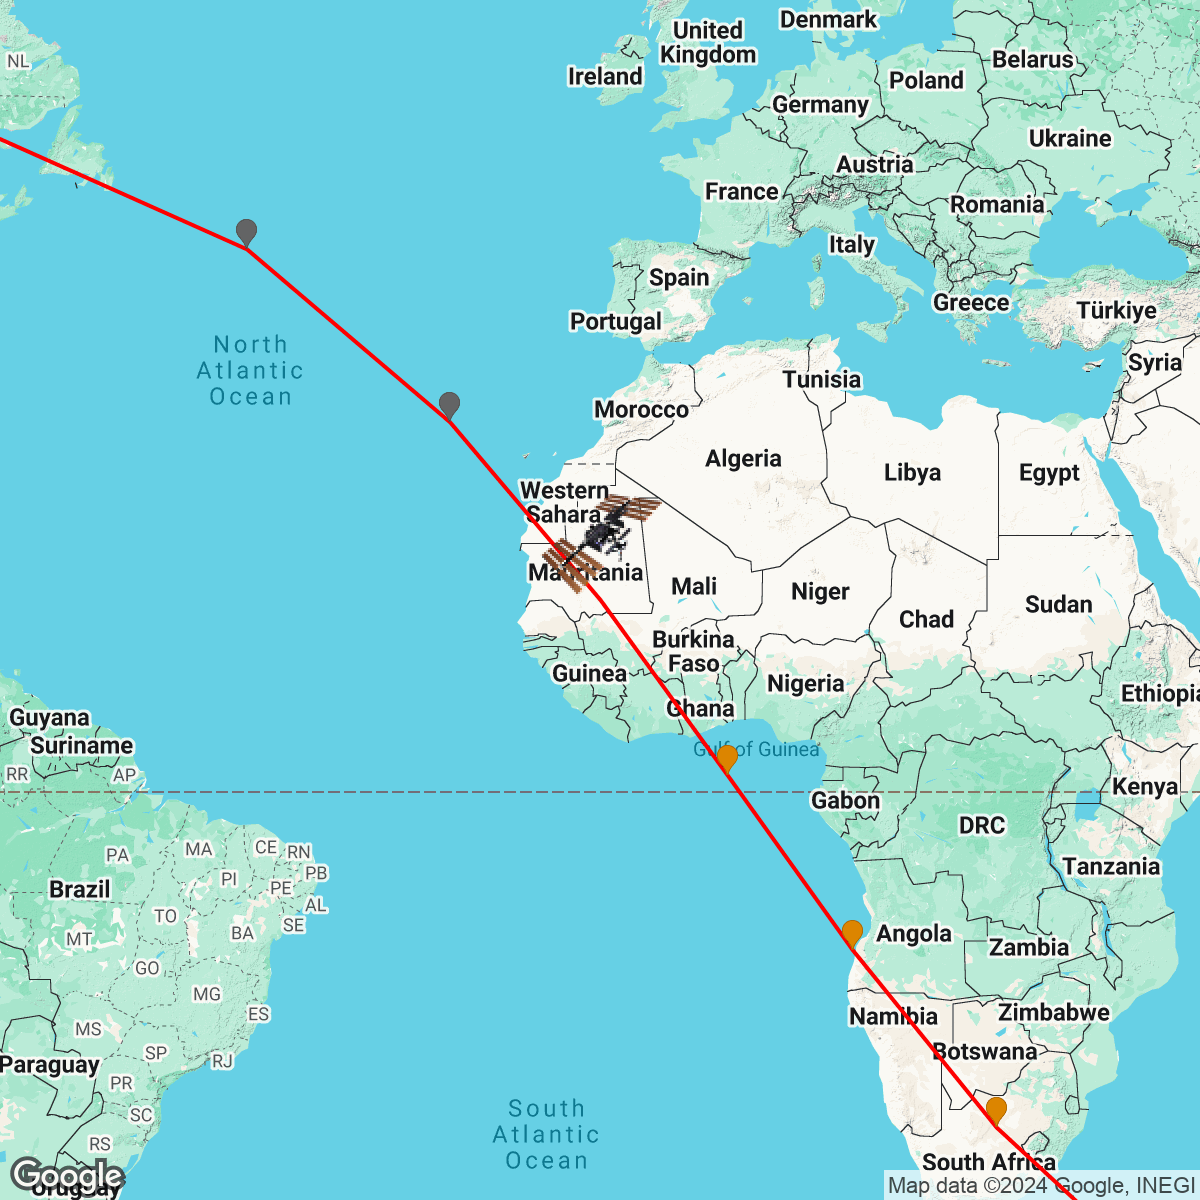 Denmark
United
Kingdom
Belarus
NL
Ireland
Poland
Germany
Ukraine
Austria
France
Romania
Italy
Spain
Greece
Türkiye
Portugal
North
Atlantic
Ocean
Syria
Tunisia
Morocco
Algeria
Libya
Egypt
Western
Sahara
Mauritania
Mali
Niger
Sudan
Chad
Burkina
Faso
Guinea
Nigeria
Ethiopia
Ghana
Guyana
Suriname
Gulf of Guinea
RR
AP
Kenya
Gabon
DRC
MA
CE
RN
PA
Tanzania
PB
PI
PE
Brazil
AL
TO
SE
BA
Angola
MT
Zambia
GO
MG
ES
Namibia
Zimbabwe
MS
SP
RJ
Botswana
Paraguay
PR
SC
South
Atlantic
Ocean
RS
South Africa
Google
Uruguay
Map data ©2024 Google, INEGI